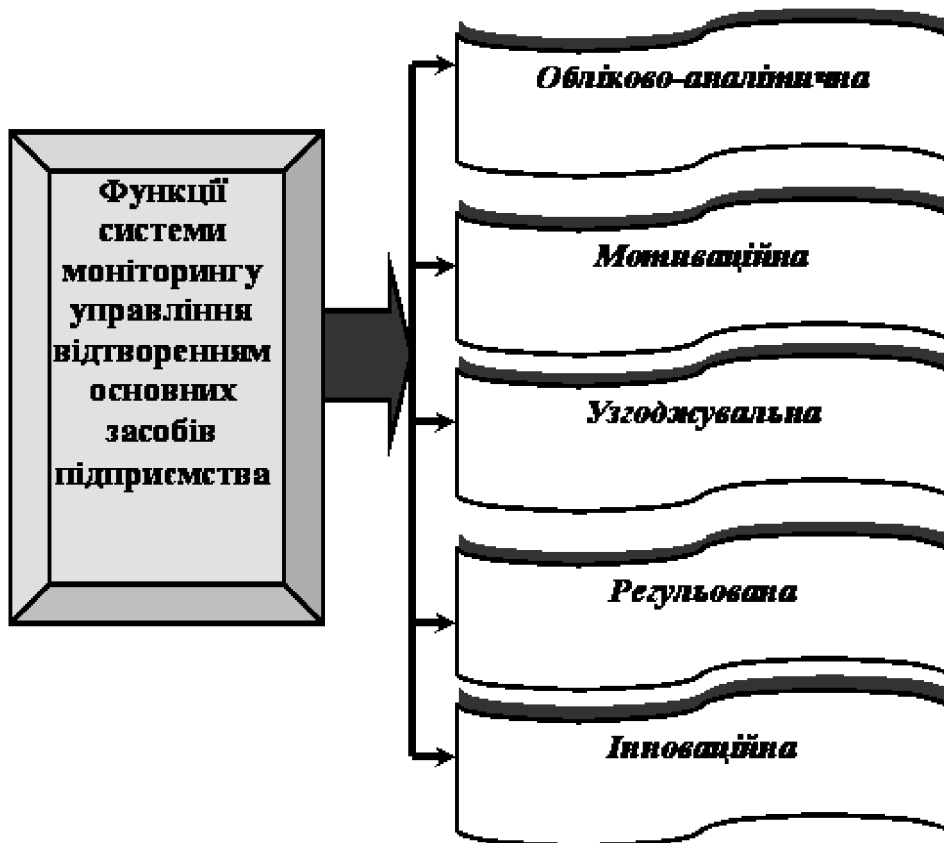 Функції
системи
моніторингу
управління
відтворенням
основних
засобів
підприємства
Обліково-аналітична
Мотиваційна
Узгоджувальна
Регульована
Інноваційна